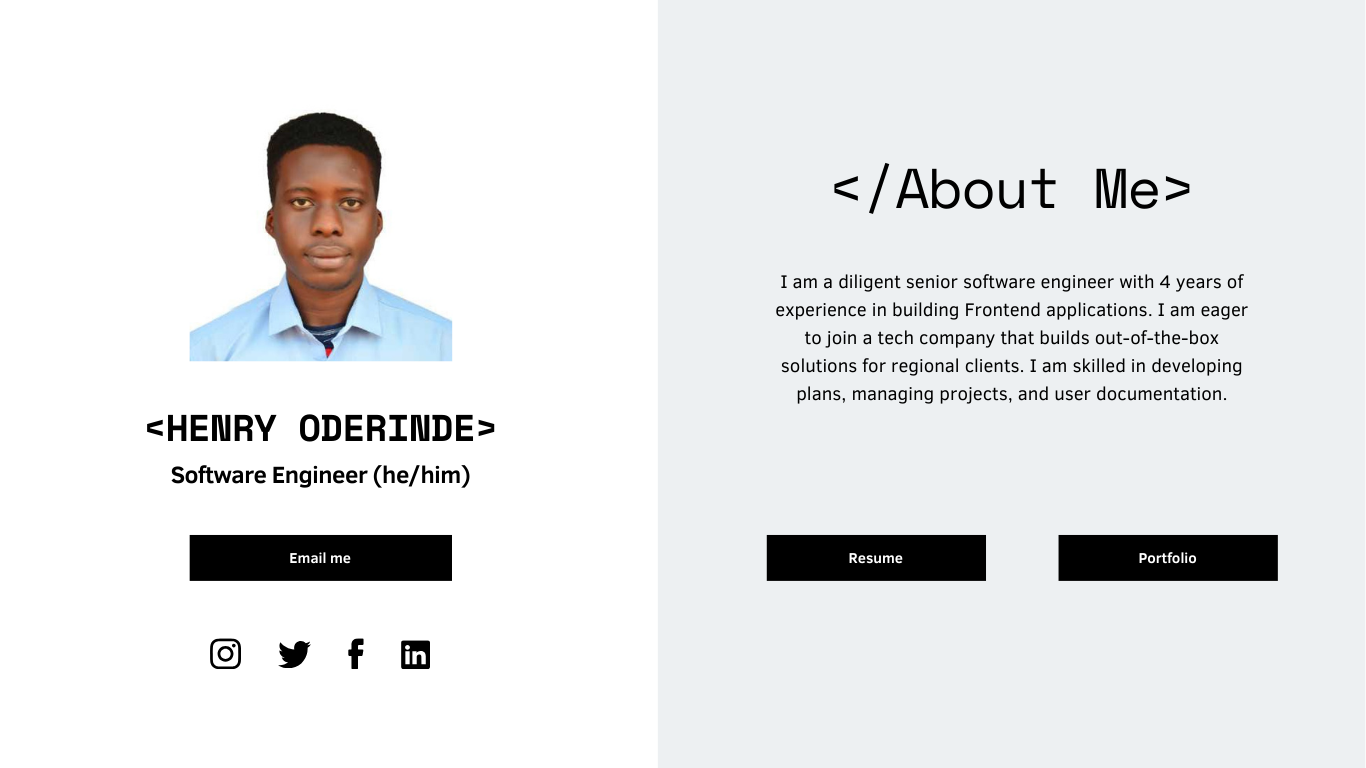 <HENRY ODERINDE>
Software Engineer (he/him)
Email me
</About Me>
I am a diligent senior software engineer with 4 years of
experience in building Frontend applications. I am eager
to join a tech company that builds out-of-the-box
solutions for regional clients. I am skilled in developing
plans, managing projects, and user documentation.
Resume
Portfolio